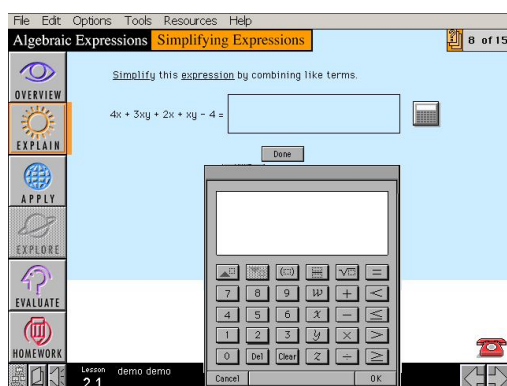 File Edit Options Tools Resources Help
Algebraic Expressions Simplifying Expressions 8 of 15
OVERVIEW
EXPLAIN
APPLY
EXPLORE
EVALUATE
HOMEWORK
Simplify this expression by combining like terms.
4x + 3xy + 2x + xy − 4 =
Done
√ =
7 8 9 w + <
4 5 6 x − ≤
1 2 3 y × >
0 Del Clear z ÷ ≥
Cancel OK
Lesson demo demo
2.1